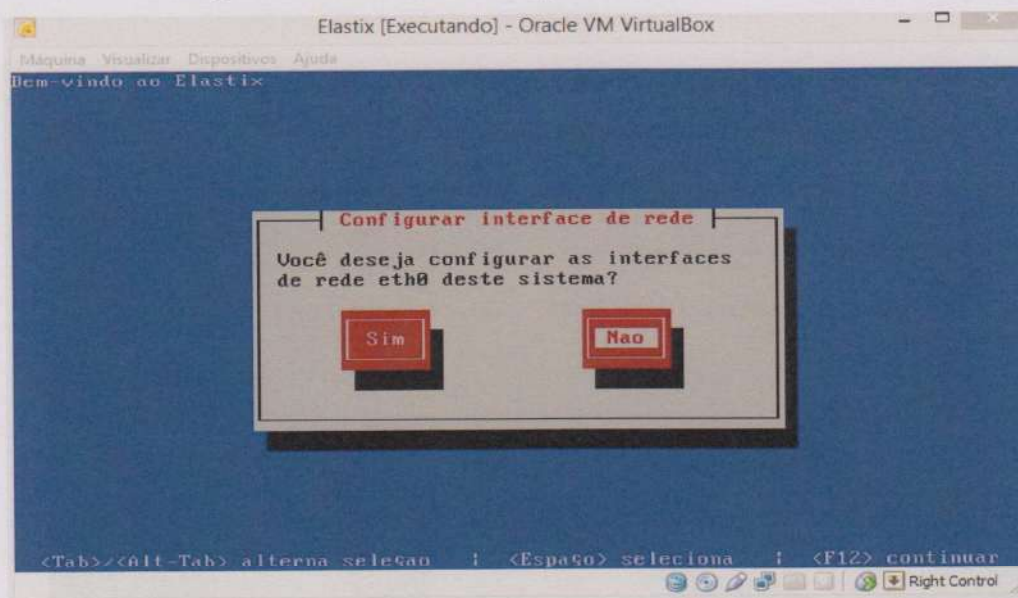 Elastix [Executando] - Oracle VM VirtualBox
Máquina Visualizar Dispositivos Ajuda
Bem-vindo ao Elastix
Configurar interface de rede
Você deseja configurar as interfaces
de rede eth0 deste sistema?
Sim Nao
<Tab>/<Alt-Tab> alterna seleçao ¦ <Espaço> seleciona ¦ <F12> continuar
Right Control